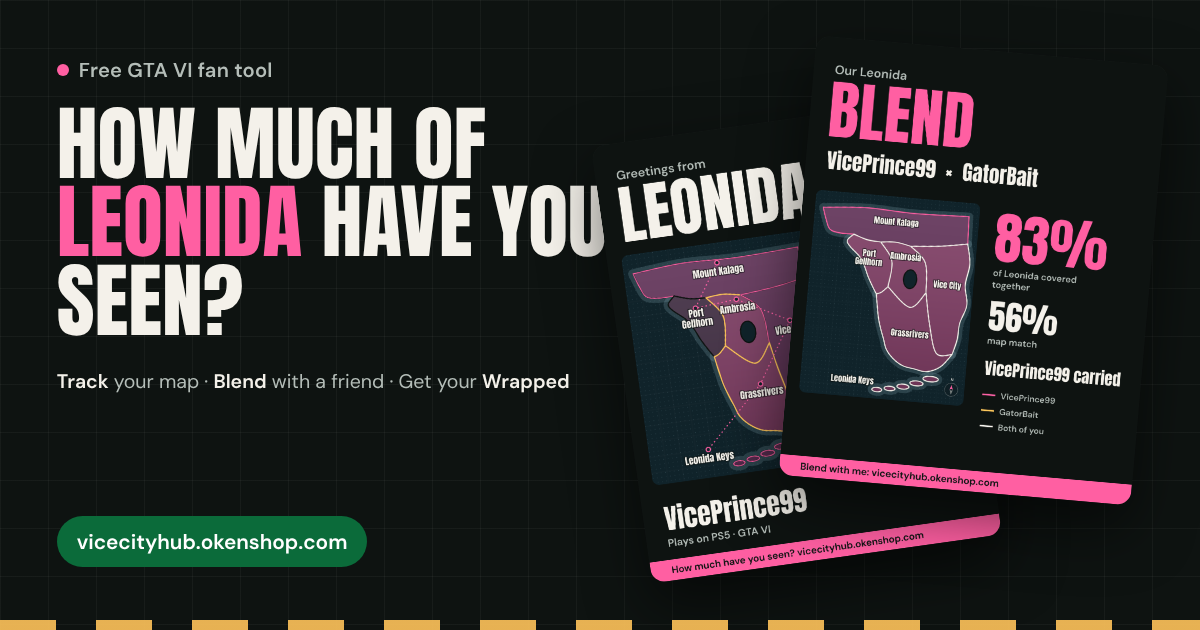 Free GTA VI fan tool
HOW MUCH OF
LEONIDA HAVE YOU
SEEN?
Track your map · Blend with a friend · Get your Wrapped
vicecityhub.okenshop.com
Greetings from
LEONIDA
Mount Kalaga
Port
Gellhorn
Ambrosia
Vice
Grassrivers
Leonida Keys
VicePrince99
Plays on PS5 · GTA VI
How much have you seen? vicecityhub.okenshop.com
Our Leonida
BLEND
VicePrince99 × GatorBait
Mount Kalaga
Port
Gellhorn
Ambrosia
Vice City
Grassrivers
Leonida Keys
83%
of Leonida covered
together
56%
map match
VicePrince99 carried
VicePrince99
GatorBait
Both of you
Blend with me: vicecityhub.okenshop.com